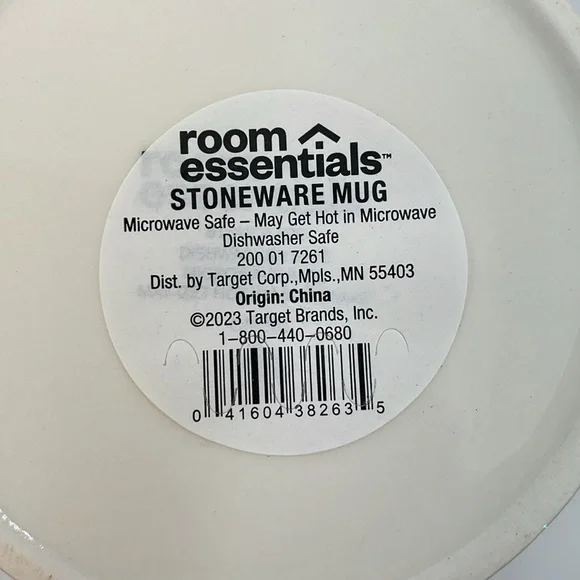 room
essentials™
STONEWARE MUG
Microwave Safe – May Get Hot in Microwave
Dishwasher Safe
200 01 7261
Dist. by Target Corp.,Mpls.,MN 55403
Origin: China
©2023 Target Brands, Inc.
1-800-440-0680
0 41604 38263 5